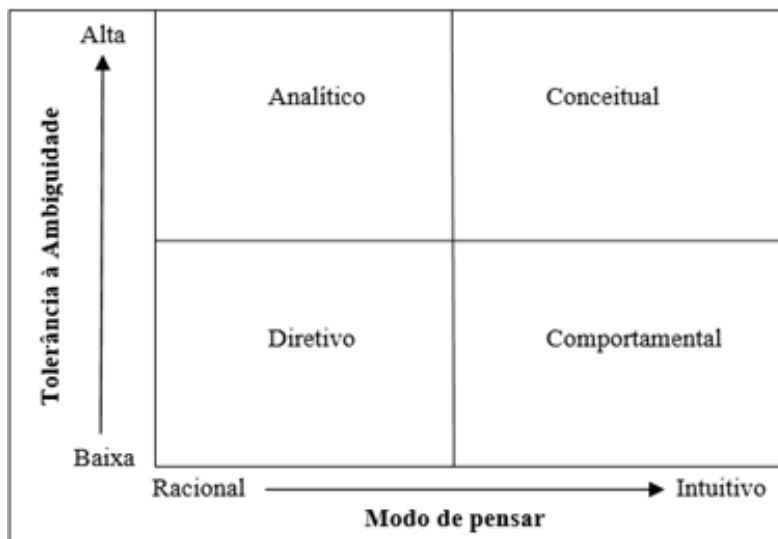 Alta
Analítico
Conceitual
Tolerância à Ambiguidade
Diretivo
Comportamental
Baixa
Racional
Intuitivo
Modo de pensar